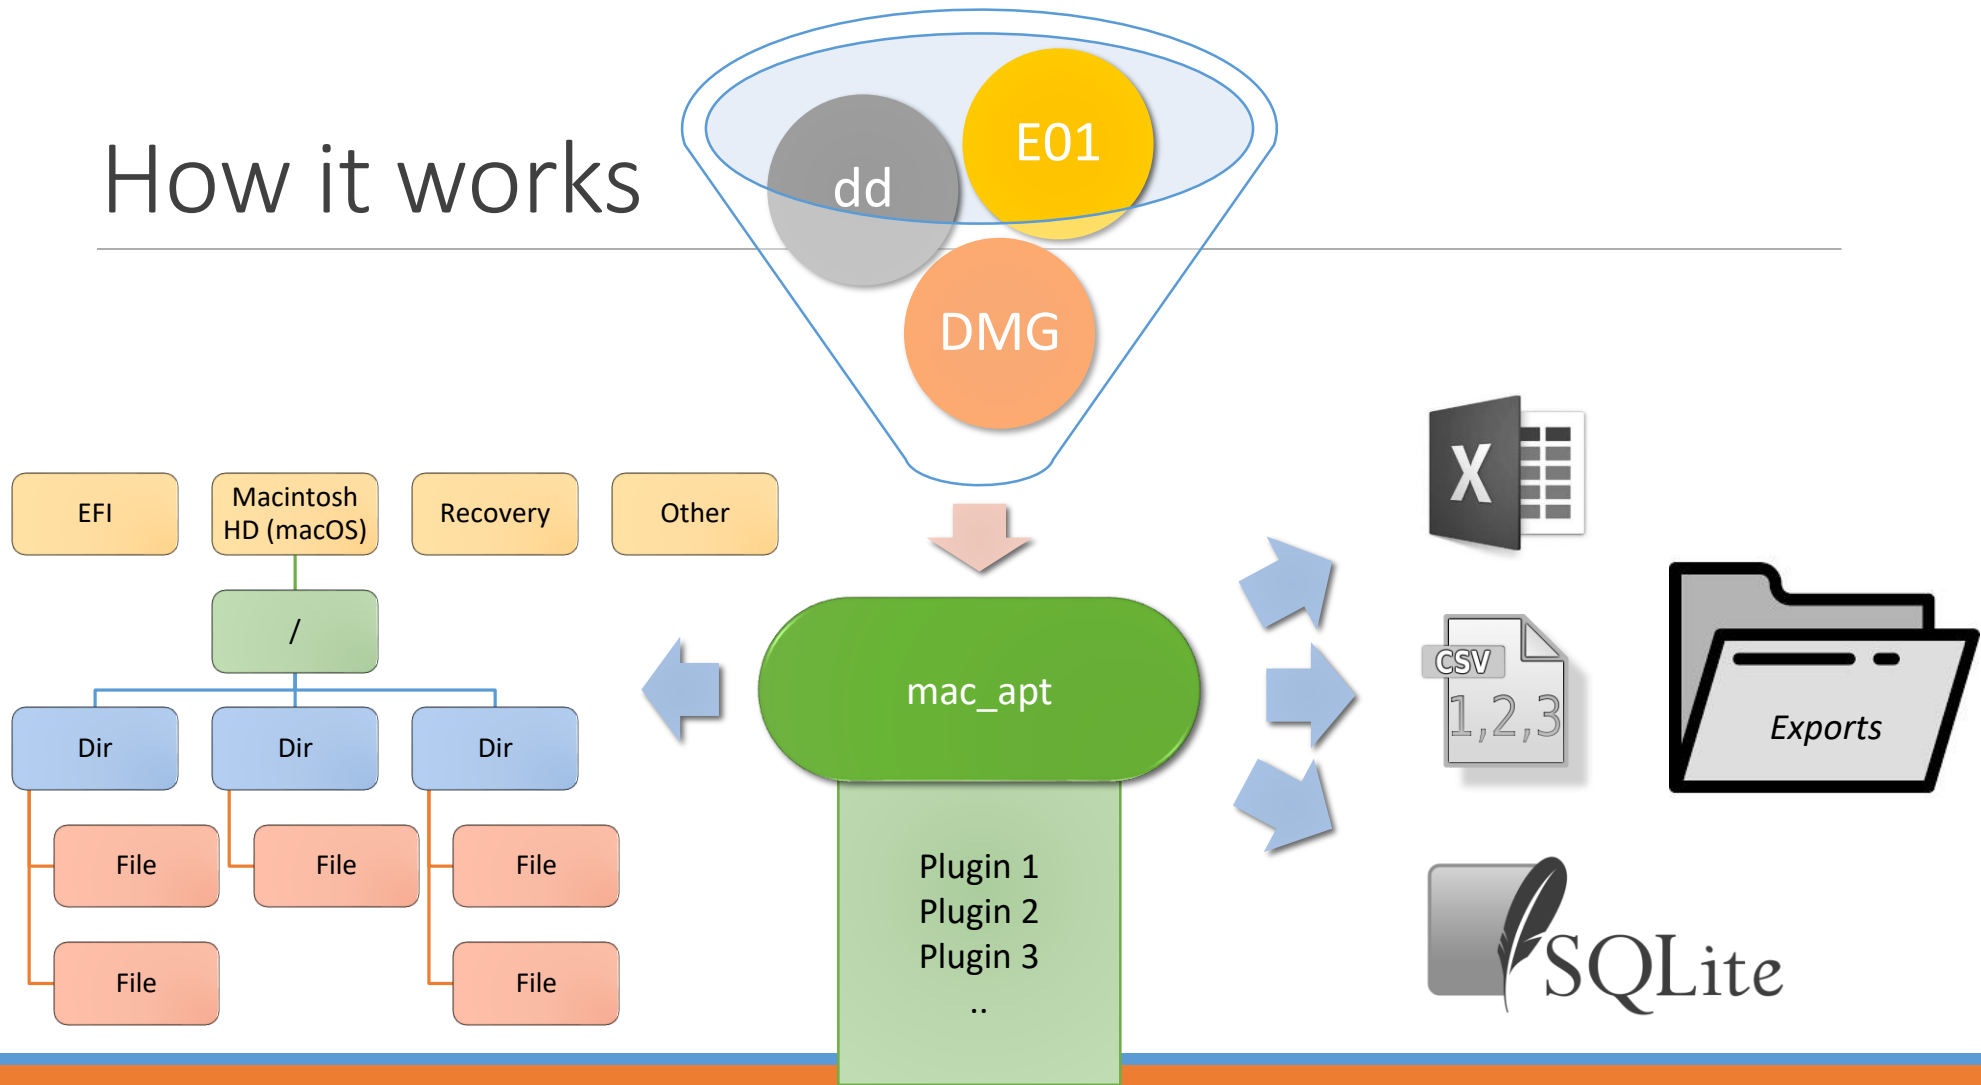 How it works
dd
E01
DMG
EFI
Macintosh
HD (macOS)
Recovery
Other
/
Dir
Dir
Dir
File
File
File
File
File
mac_apt
Plugin 1
Plugin 2
Plugin 3
..
X
CSV
1,2,3
Exports
SQLite